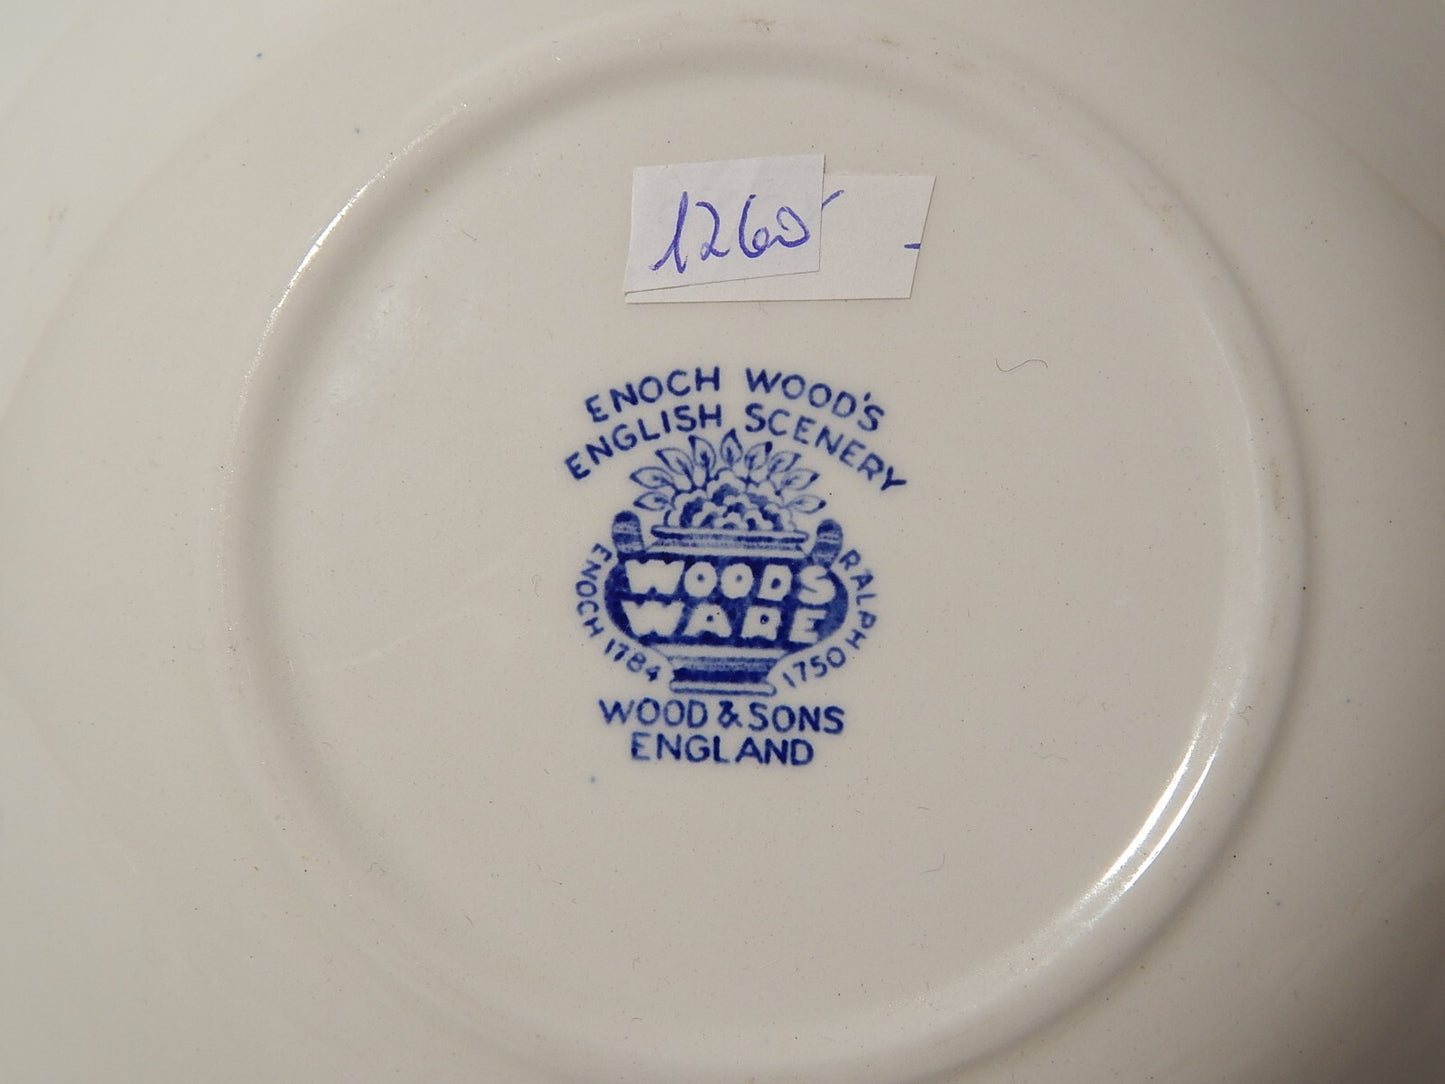 1260
ENOCH WOOD'S
ENGLISH SCENERY
WOODS
WARE
ENOCH 1784
RALPH 1750
WOOD & SONS
ENGLAND